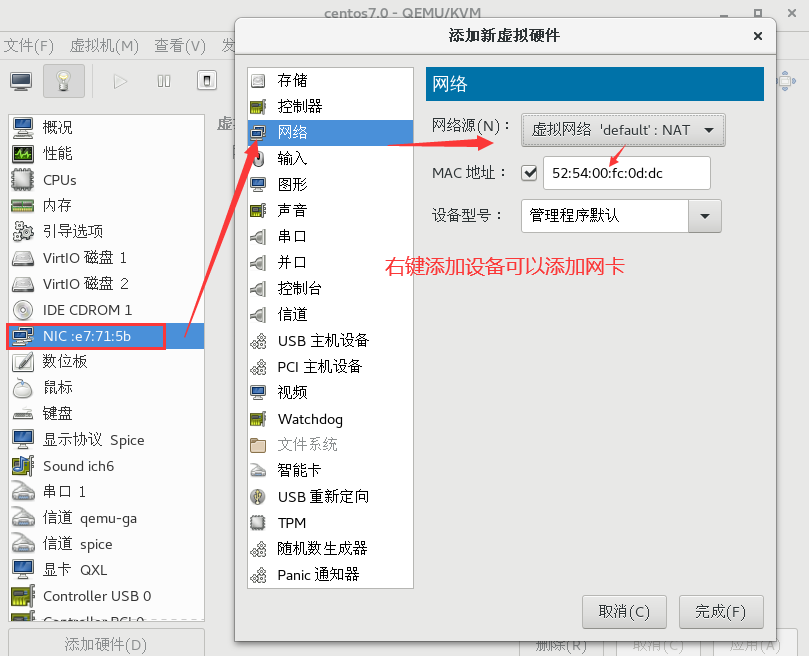 centos7.0 - QEMU/KVM
文件(F) 虚拟机(M) 查看(V) 发
概况
性能
CPUs
内存
引导选项
VirtIO 磁盘 1
VirtIO 磁盘 2
IDE CDROM 1
NIC :e7:71:5b
数位板
鼠标
键盘
显示协议 Spice
Sound ich6
串口 1
信道 qemu-ga
信道 spice
显卡 QXL
Controller USB 0
Controller PCI 0
添加硬件(D)
虚
添加新虚拟硬件
存储
控制器
网络
输入
图形
声音
串口
并口
控制台
信道
USB 主机设备
PCI 主机设备
视频
Watchdog
文件系统
智能卡
USB 重新定向
TPM
随机数生成器
Panic 通知器
网络
网络源(N)： 虚拟网络 'default' : NAT
MAC 地址： 52:54:00:fc:0d:dc
设备型号： 管理程序默认
右键添加设备可以添加网卡
取消(C) 完成(F)
删除(R) 取消(C) 应用(A)